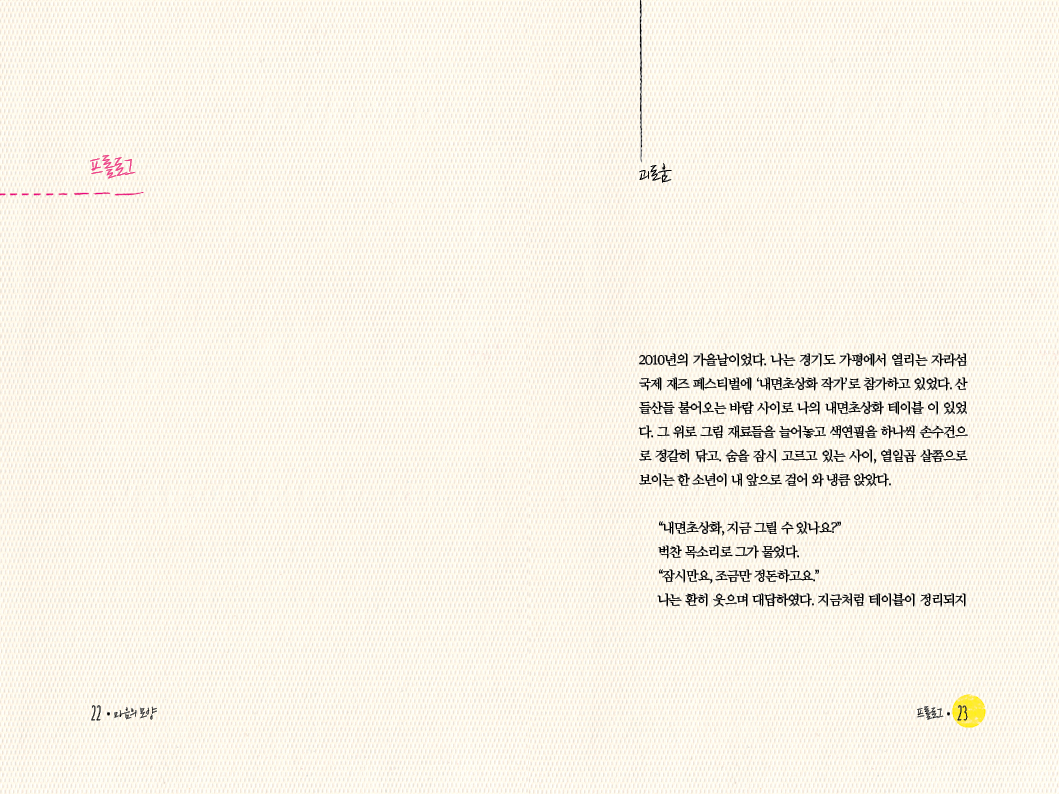 프롤로그
22 • 마음의 모양
괴로움
2010년의 가을날이었다. 나는 경기도 가평에서 열리는 자라섬
국제 재즈 페스티벌에 ‘내면초상화 작가’로 참가하고 있었다. 산
들산들 불어오는 바람 사이로 나의 내면초상화 테이블 이 있었
다. 그 위로 그림 재료들을 늘어놓고 색연필을 하나씩 손수건으
로 정갈히 닦고. 숨을 잠시 고르고 있는 사이, 열일곱 살쯤으로
보이는 한 소년이 내 앞으로 걸어 와 냉큼 앉았다.
“내면초상화, 지금 그릴 수 있나요?”
벅찬 목소리로 그가 물었다.
“잠시만요, 조금만 정돈하고요.”
나는 환히 웃으며 대답하였다. 지금처럼 테이블이 정리되지
프롤로그 • 23